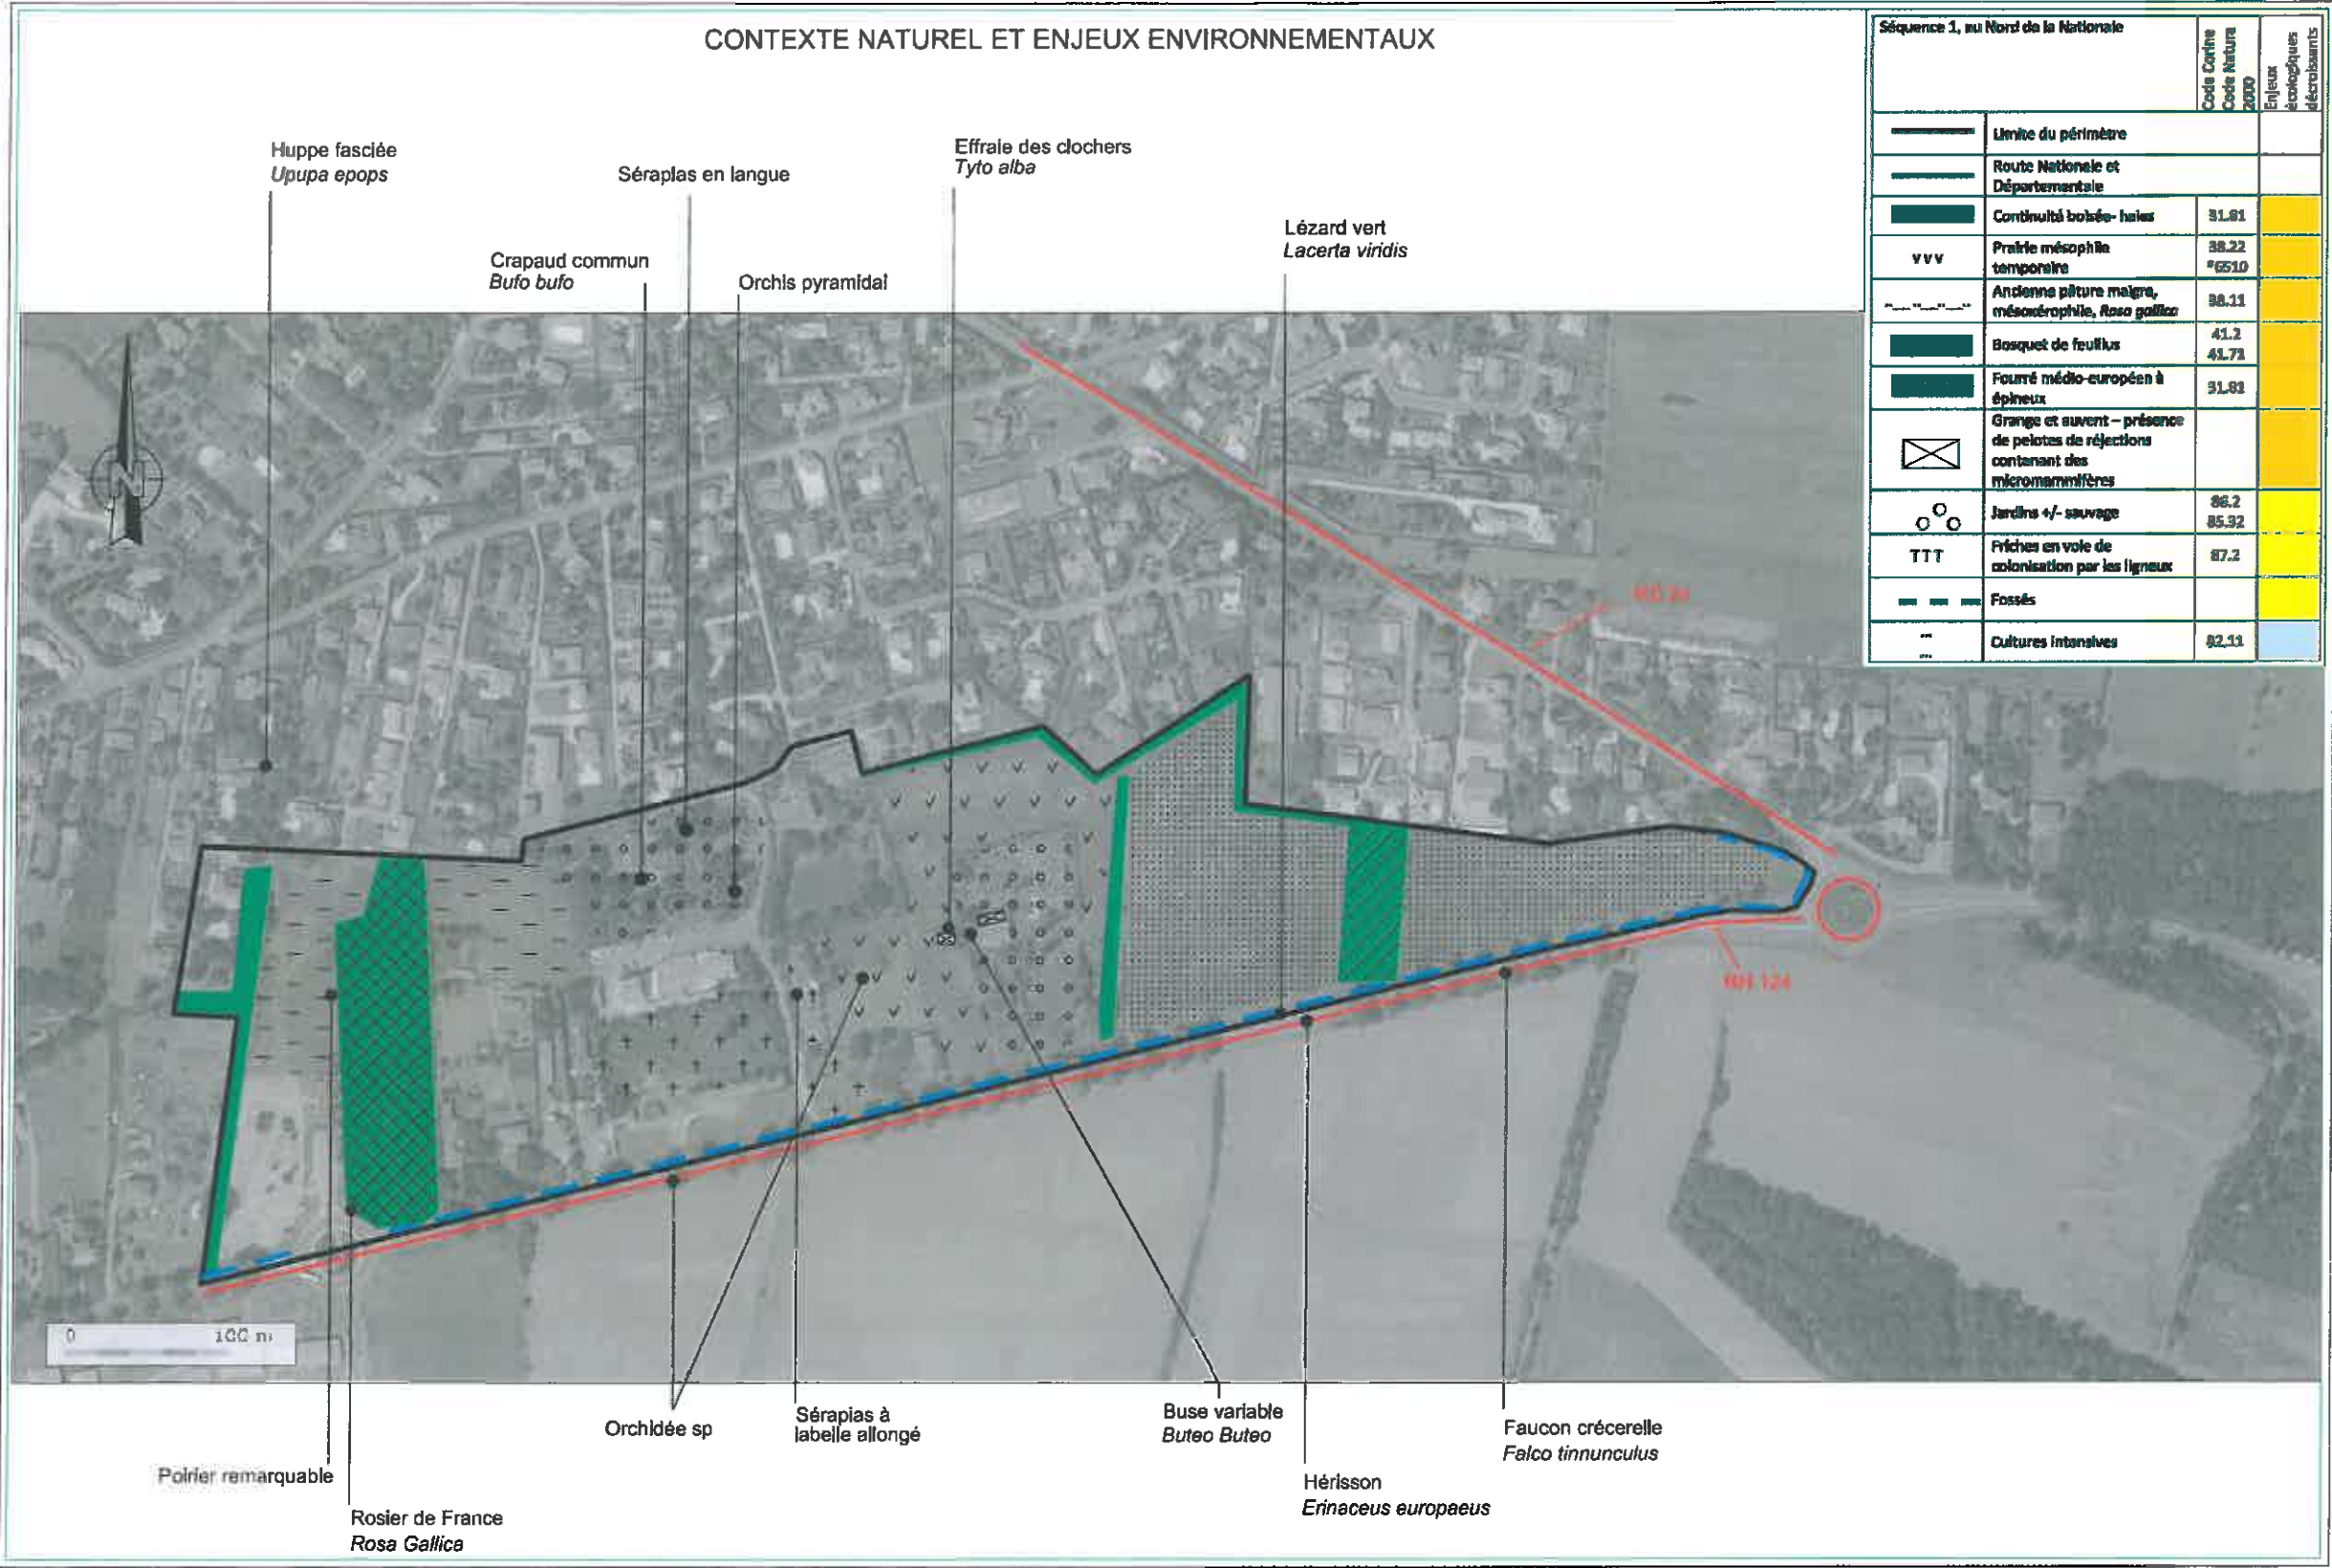 CONTEXTE NATUREL ET ENJEUX ENVIRONNEMENTAUX
Séquence 1, au Nord de la Nationale
Code Corine
Code Natura
2000
Enjeux
écologiques
décroissants
Limite du périmètre
Route Nationale et
Départementale
Continuité boisée- haies
31.81
vvv
Prairie mésophile
temporaire
38.22
*6510
Ancienne pâture maigre,
mésoxérophile, Rosa gallica
38.11
Bosquet de feuillus
41.2
41.71
Fourré médio-européen à
épineux
31.81
Grange et auvent – présence
de pelotes de réjections
contenant des
micromammifères
Jardins +/- sauvage
86.2
85.32
TTT
Friches en voie de
colonisation par les ligneux
87.2
Fossés
Cultures intensives
82.11
Huppe fasciée
Upupa epops
Sérapias en langue
Effraie des clochers
Tyto alba
Crapaud commun
Bufo bufo
Orchis pyramidal
Lézard vert
Lacerta viridis
N
RN 124
0 100 m
Poirier remarquable
Rosier de France
Rosa Gallica
Orchidée sp
Sérapias à
labelle allongé
Buse variable
Buteo Buteo
Hérisson
Erinaceus europaeus
Faucon crécerelle
Falco tinnunculus